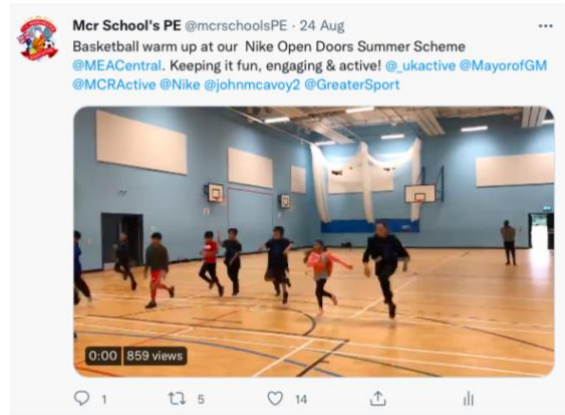 Mcr School's PE @mcrschoolsPE · 24 Aug
Basketball warm up at our Nike Open Doors Summer Scheme
@MEACentral. Keeping it fun, engaging & active! @_ukactive @MayorofGM
@MCRActive @Nike @johnmcavoy2 @GreaterSport
0:00 859 views
1 5 14